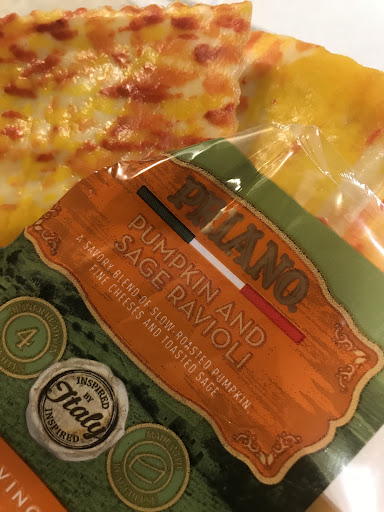 PRIANO
PUMPKIN AND
SAGE RAVIOLI
A SAVORY BLEND OF SLOW-ROASTED PUMPKIN,
FINE CHEESES AND TOASTED SAGE
4
INSPIRED
BY
Italy
INSPIRED